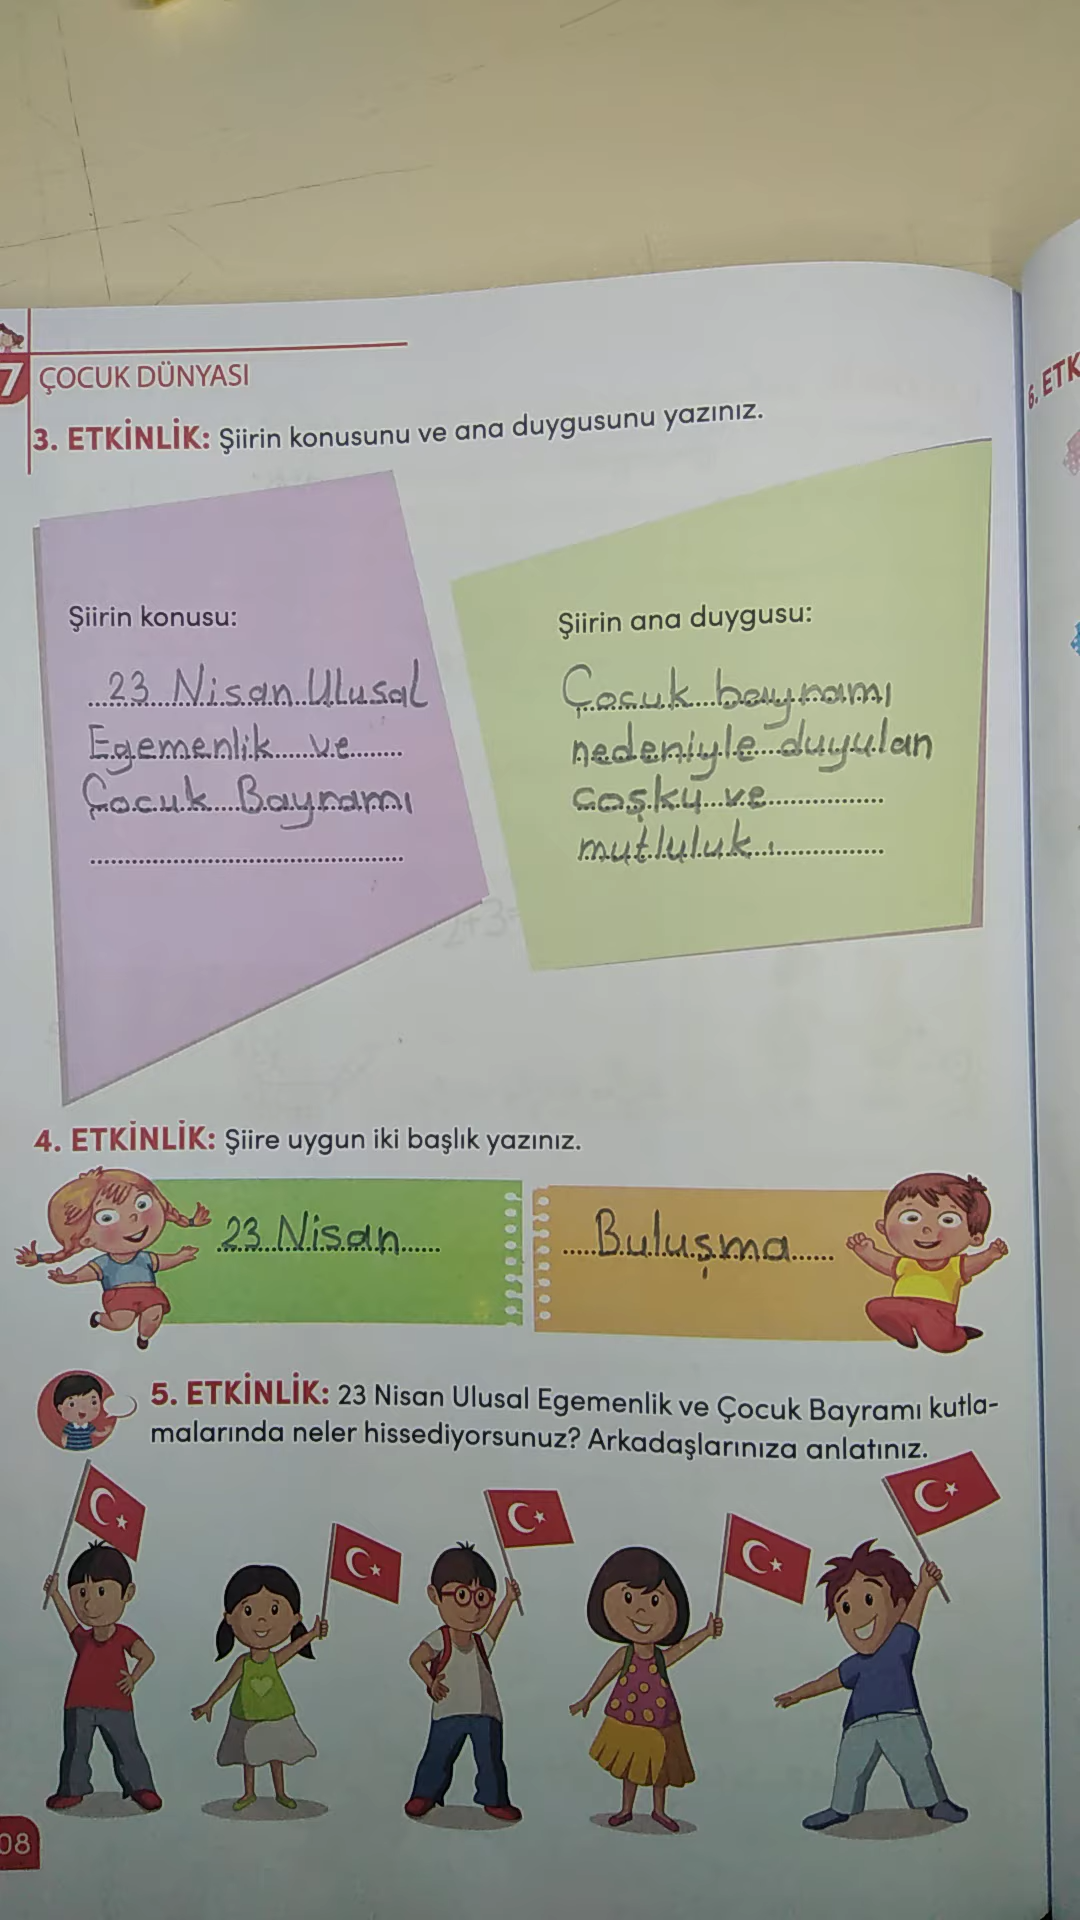 7 ÇOCUK DÜNYASI
3. ETKİNLİK: Şiirin konusunu ve ana duygusunu yazınız.
Şiirin konusu:
23 Nisan Ulusal
Egemenlik ve
Çocuk Bayramı
Şiirin ana duygusu:
Çocuk bayramı
nedeniyle duyulan
coşku ve
mutluluk.
2+3=
4. ETKİNLİK: Şiire uygun iki başlık yazınız.
23 Nisan
Buluşma
5. ETKİNLİK: 23 Nisan Ulusal Egemenlik ve Çocuk Bayramı kutla-
malarında neler hissediyorsunuz? Arkadaşlarınıza anlatınız.
08
6. ETK